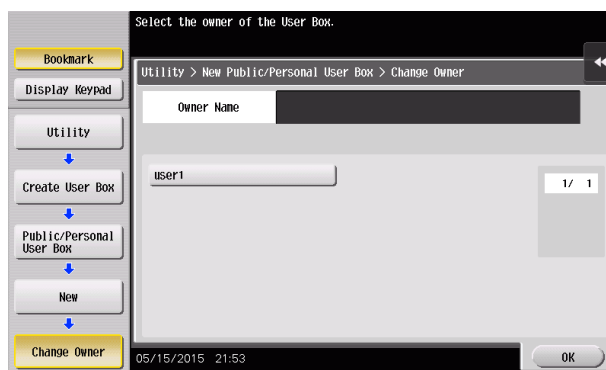 Select the owner of the User Box.
Bookmark
Display Keypad
Utility
Create User Box
Public/Personal
User Box
New
Change Owner
Utility > New Public/Personal User Box > Change Owner
Owner Name
user1
1/ 1
05/15/2015 21:53
OK